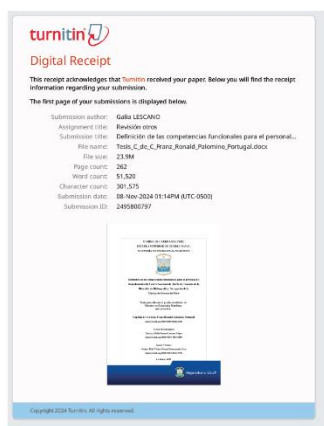 turnitin
Digital Receipt
This receipt acknowledges that Turnitin received your paper. Below you will find the receipt
information regarding your submission.
The first page of your submissions is displayed below.
Submission author: Galia LESCANO
Assignment title: Revisión otros
Submission title: Definición de las competencias funcionales para el personal...
File name: Tesis_C_de_C_Franz_Ronald_Palomino_Portugal.docx
File size: 23.9M
Page count: 262
Word count: 51,520
Character count: 301,575
Submission date: 08-Nov-2024 01:14PM (UTC-0500)
Submission ID: 2495800797
Copyright 2024 Turnitin. All rights reserved.